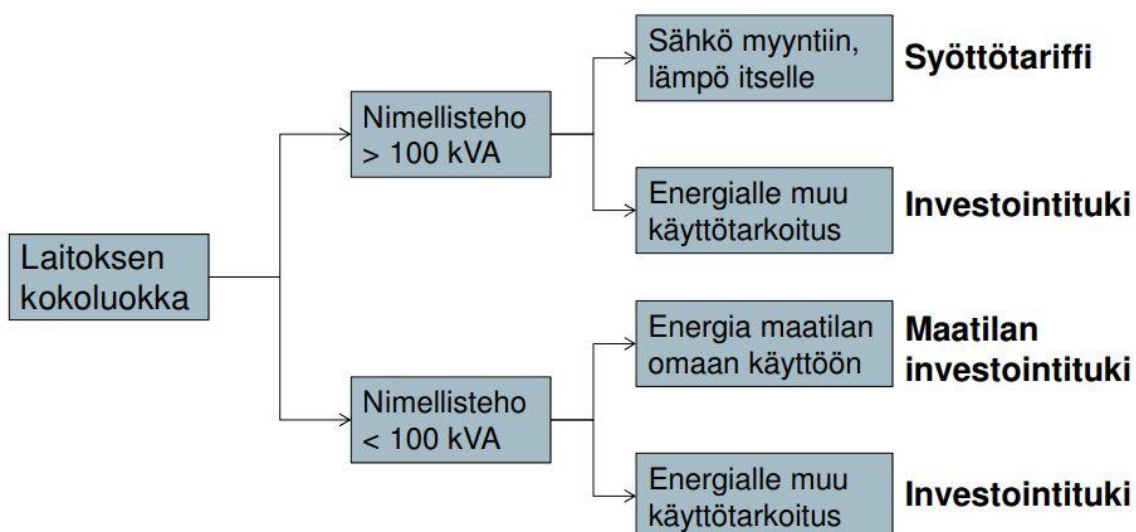 Laitoksen
kokoluokka
Nimellisteho
> 100 kVA
Sähkö myyntiin,
lämpö itselle
Syöttötariffi
Energialle muu
käyttötarkoitus
Investointituki
Nimellisteho
< 100 kVA
Energia maatilan
omaan käyttöön
Maatilan
investointituki
Energialle muu
käyttötarkoitus
Investointituki